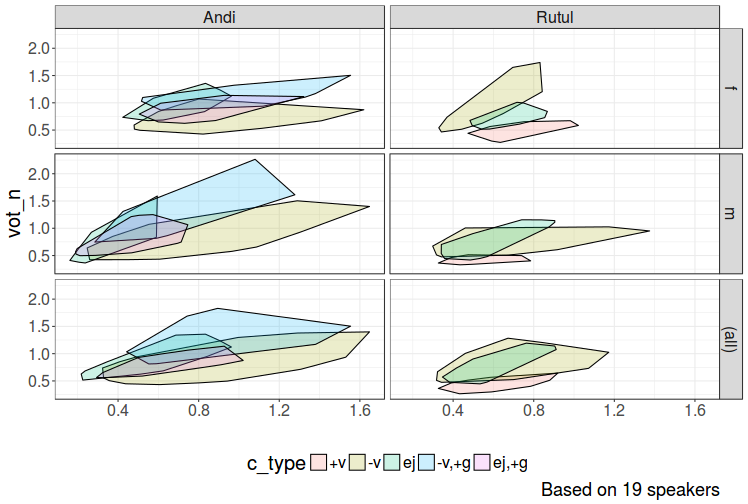 Andi Rutul
2.0
1.5
1.0
0.5
f
vot_n
2.0
1.5
1.0
0.5
m
2.0
1.5
1.0
0.5
(all)
0.4 0.8 1.2 1.6 0.4 0.8 1.2 1.6
c_type +v -v ej -v,+g ej,+g
Based on 19 speakers